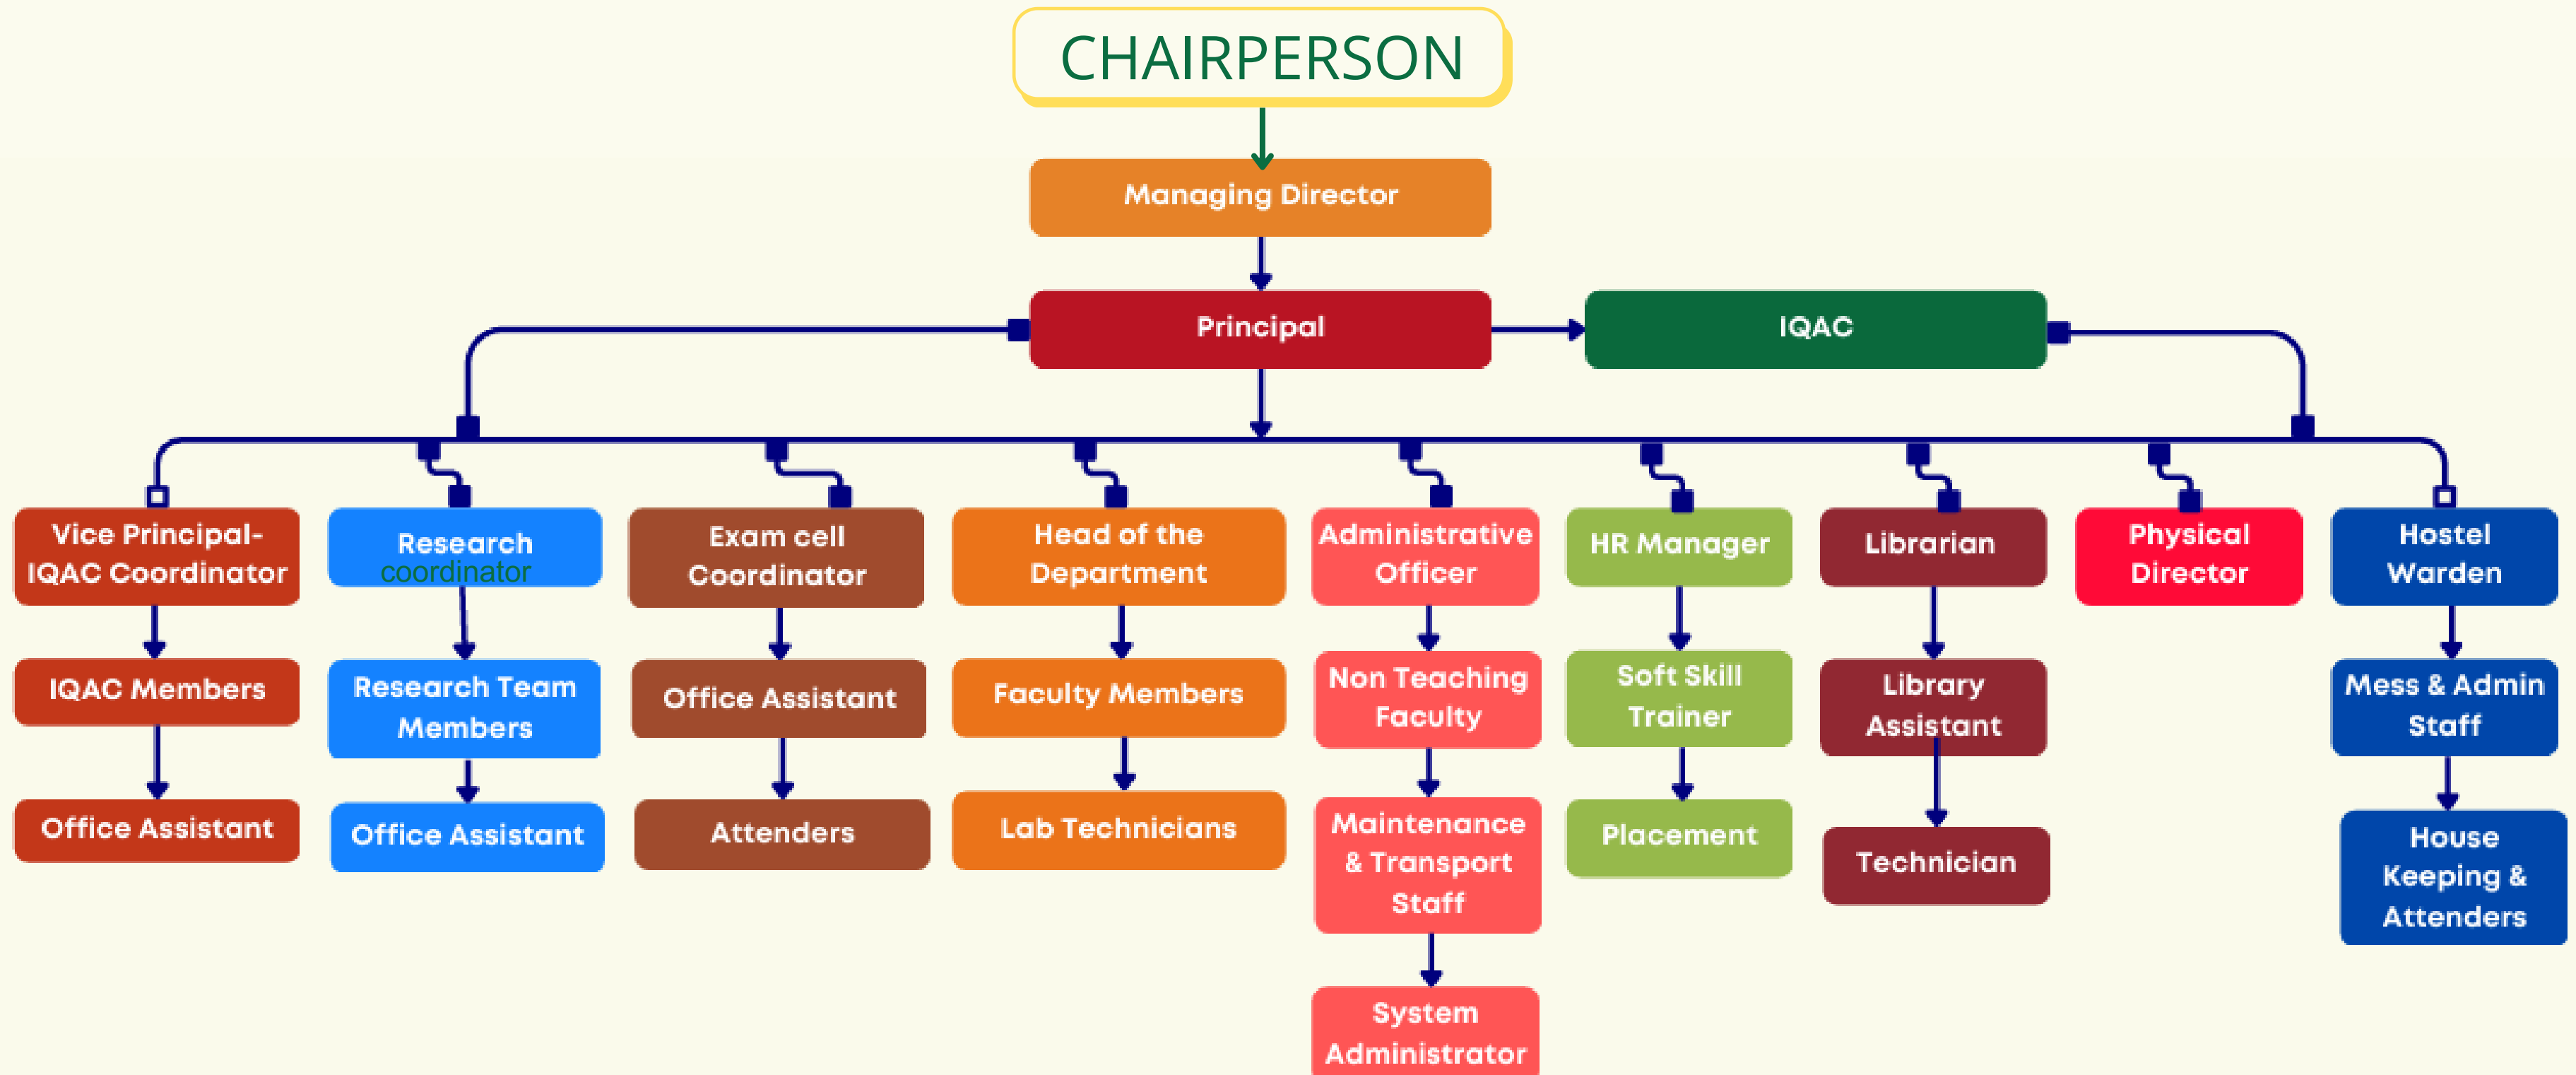 CHAIRPERSON
Managing Director
Principal
IQAC
Vice Principal-
IQAC Coordinator
Research
coordinator
Exam cell
Coordinator
Head of the
Department
Administrative
Officer
HR Manager
Librarian
Physical
Director
Hostel
Warden
IQAC Members
Research Team
Members
Office Assistant
Faculty Members
Non Teaching
Faculty
Soft Skill
Trainer
Library
Assistant
Mess & Admin
Staff
Office Assistant
Office Assistant
Attenders
Lab Technicians
Maintenance
& Transport
Staff
Placement
Technician
House
Keeping &
Attenders
System
Administrator